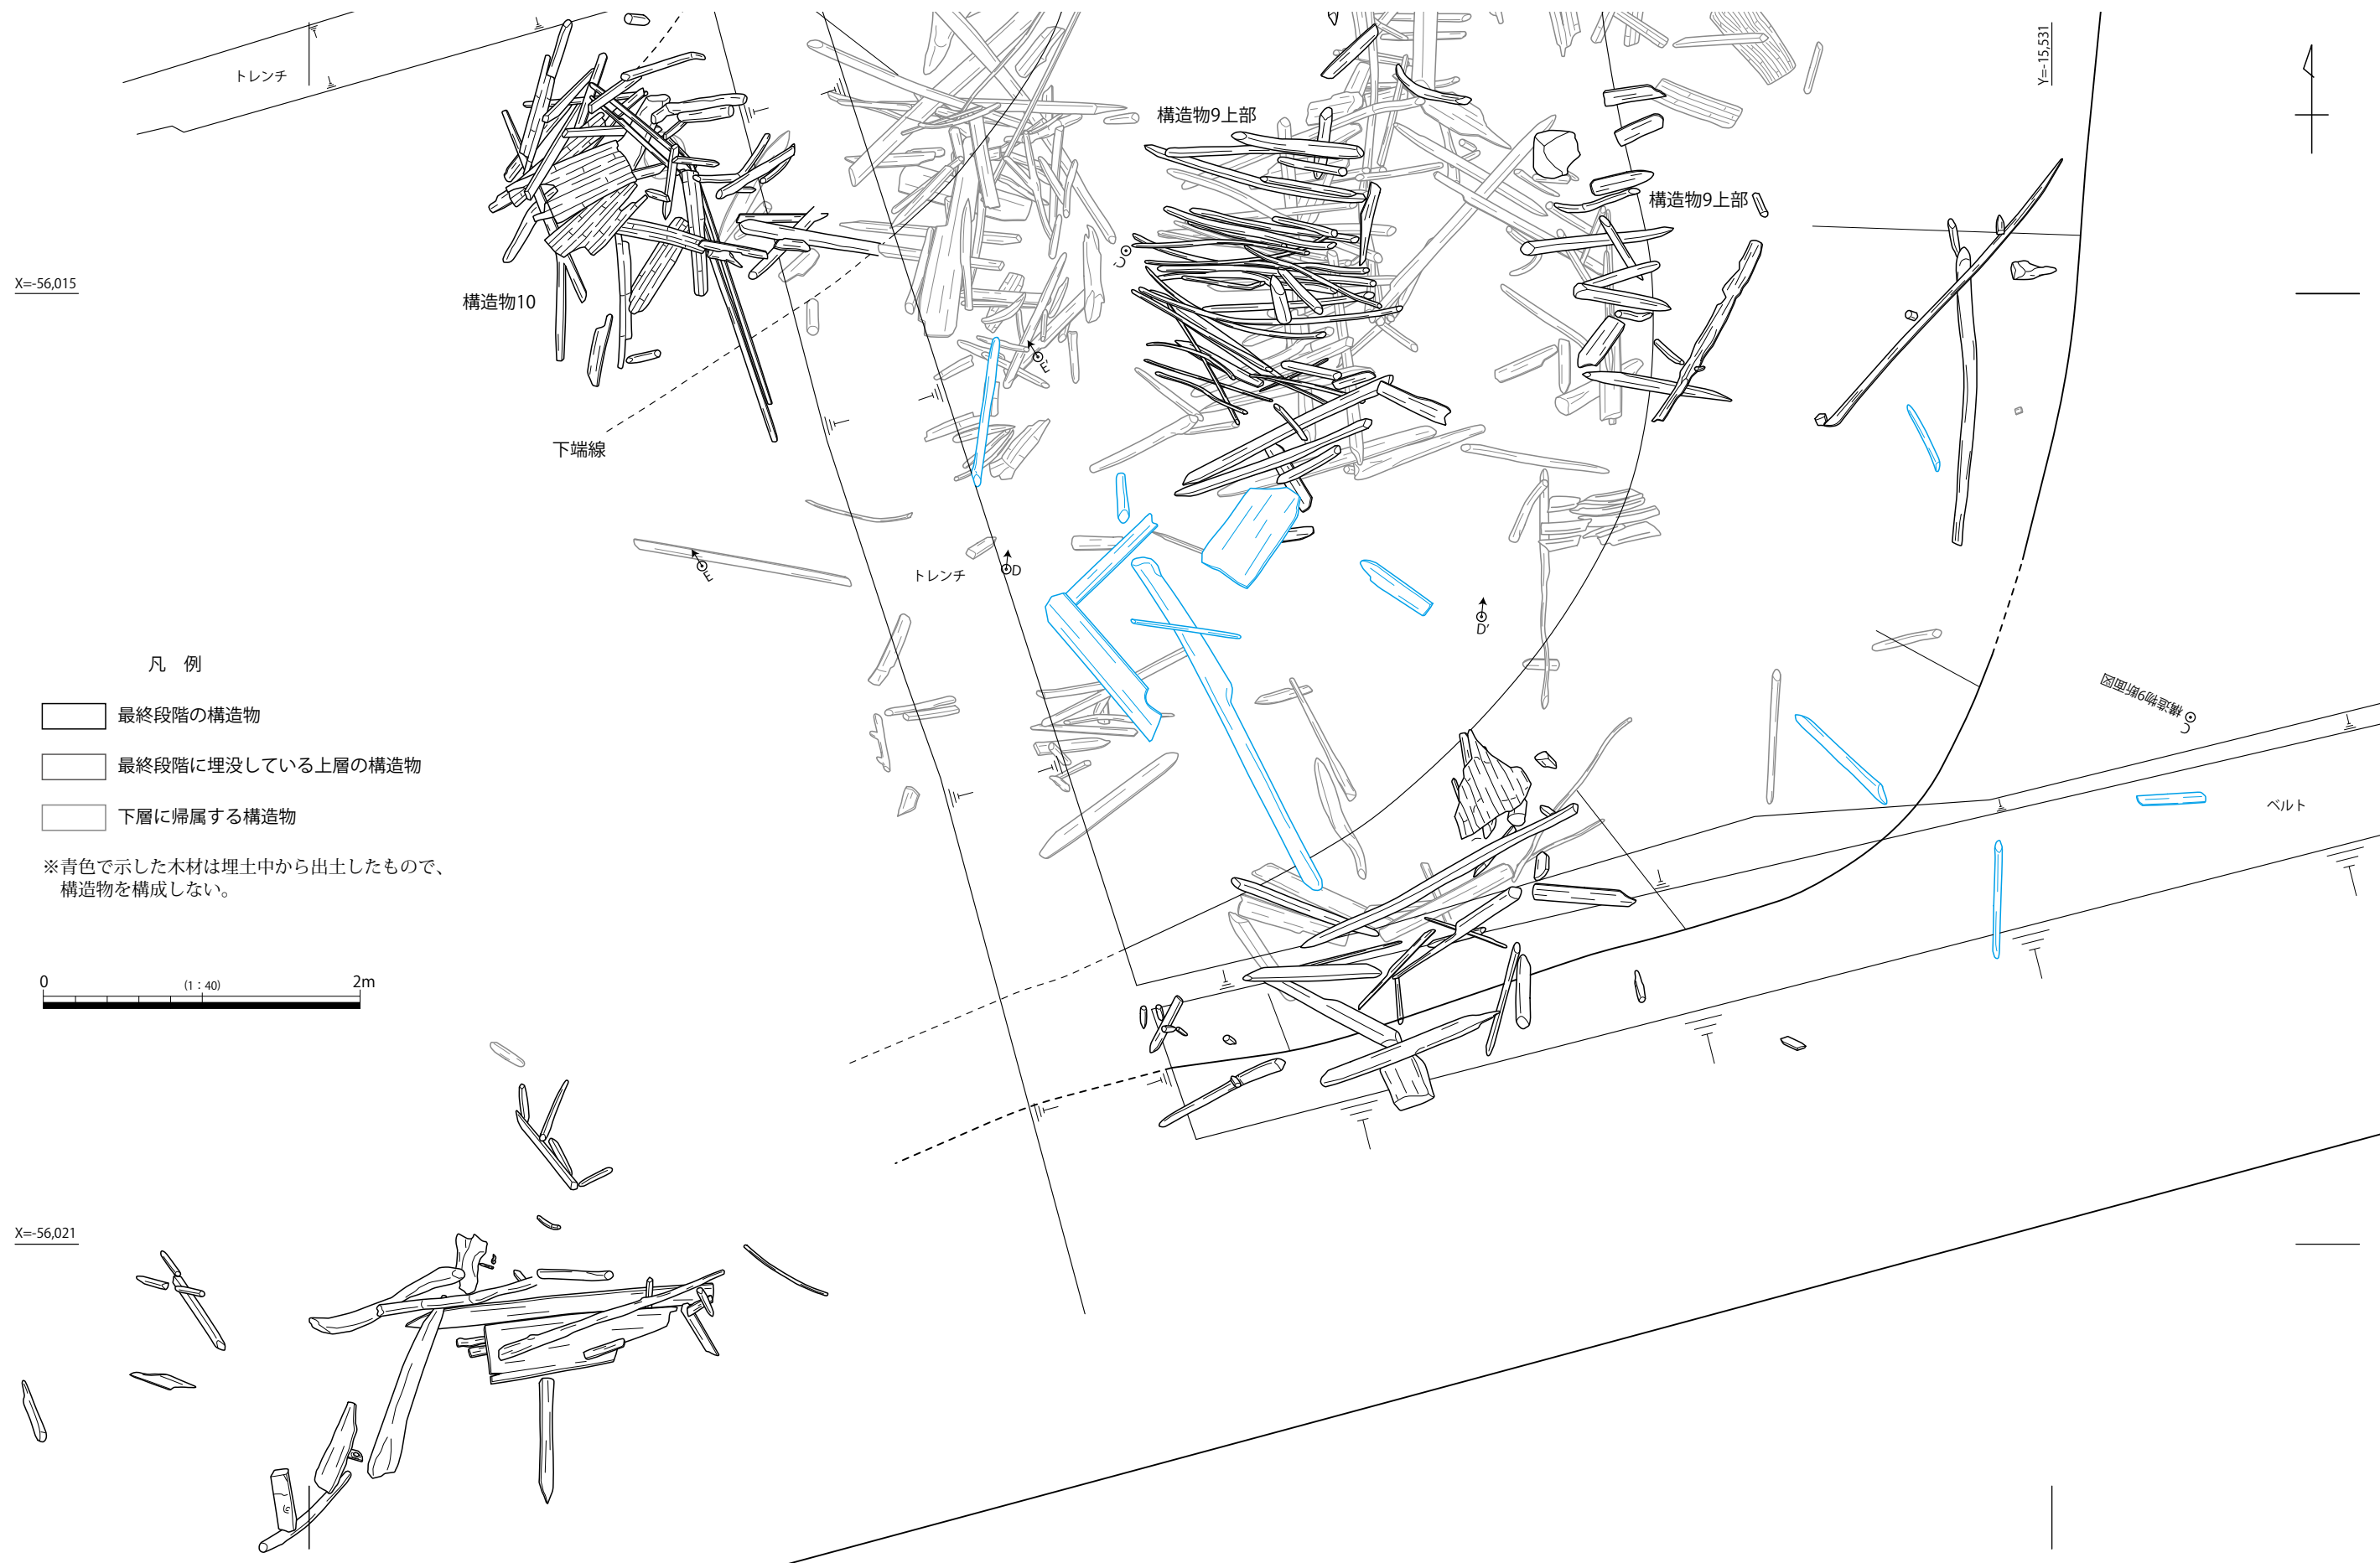 トレンチ
Y=-15,531
構造物9上部
構造物9上部
C'
X=-56,015
構造物10
E'
下端線
トレンチ
D
E
D'
凡　例
最終段階の構造物
最終段階に埋没している上層の構造物
下層に帰属する構造物
※青色で示した木材は埋土中から出土したもので、
構造物を構成しない。
構造物9断面図
C
ベルト
0
(1：40)
2m
X=-56,021